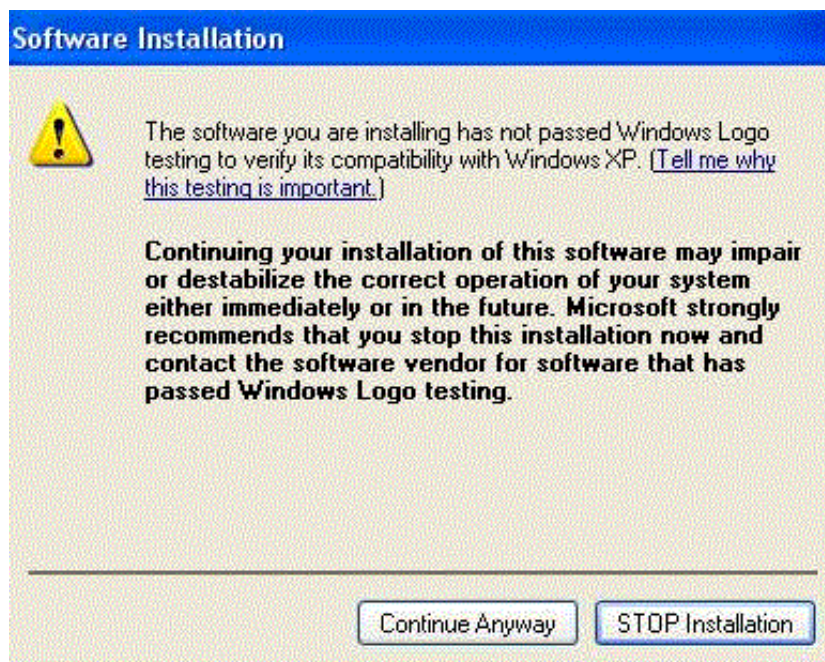 Software Installation
The software you are installing has not passed Windows Logo
testing to verify its compatibility with Windows XP. (Tell me why
this testing is important.)
Continuing your installation of this software may impair
or destabilize the correct operation of your system
either immediately or in the future. Microsoft strongly
recommends that you stop this installation now and
contact the software vendor for software that has
passed Windows Logo testing.
Continue Anyway
STOP Installation